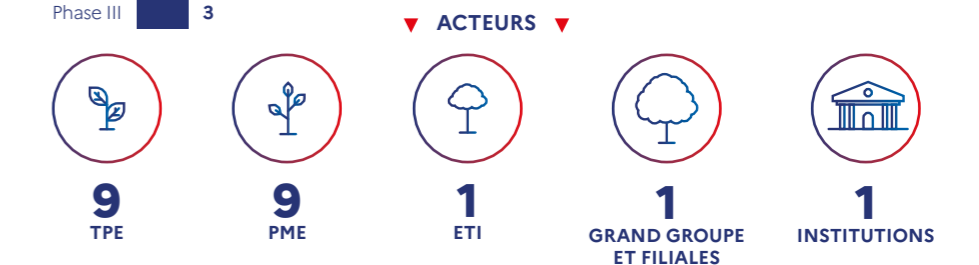 Phase III 3
ACTEURS
9 9 1 1 1
TPE PME ETI GRAND GROUPE ET FILIALES INSTITUTIONS